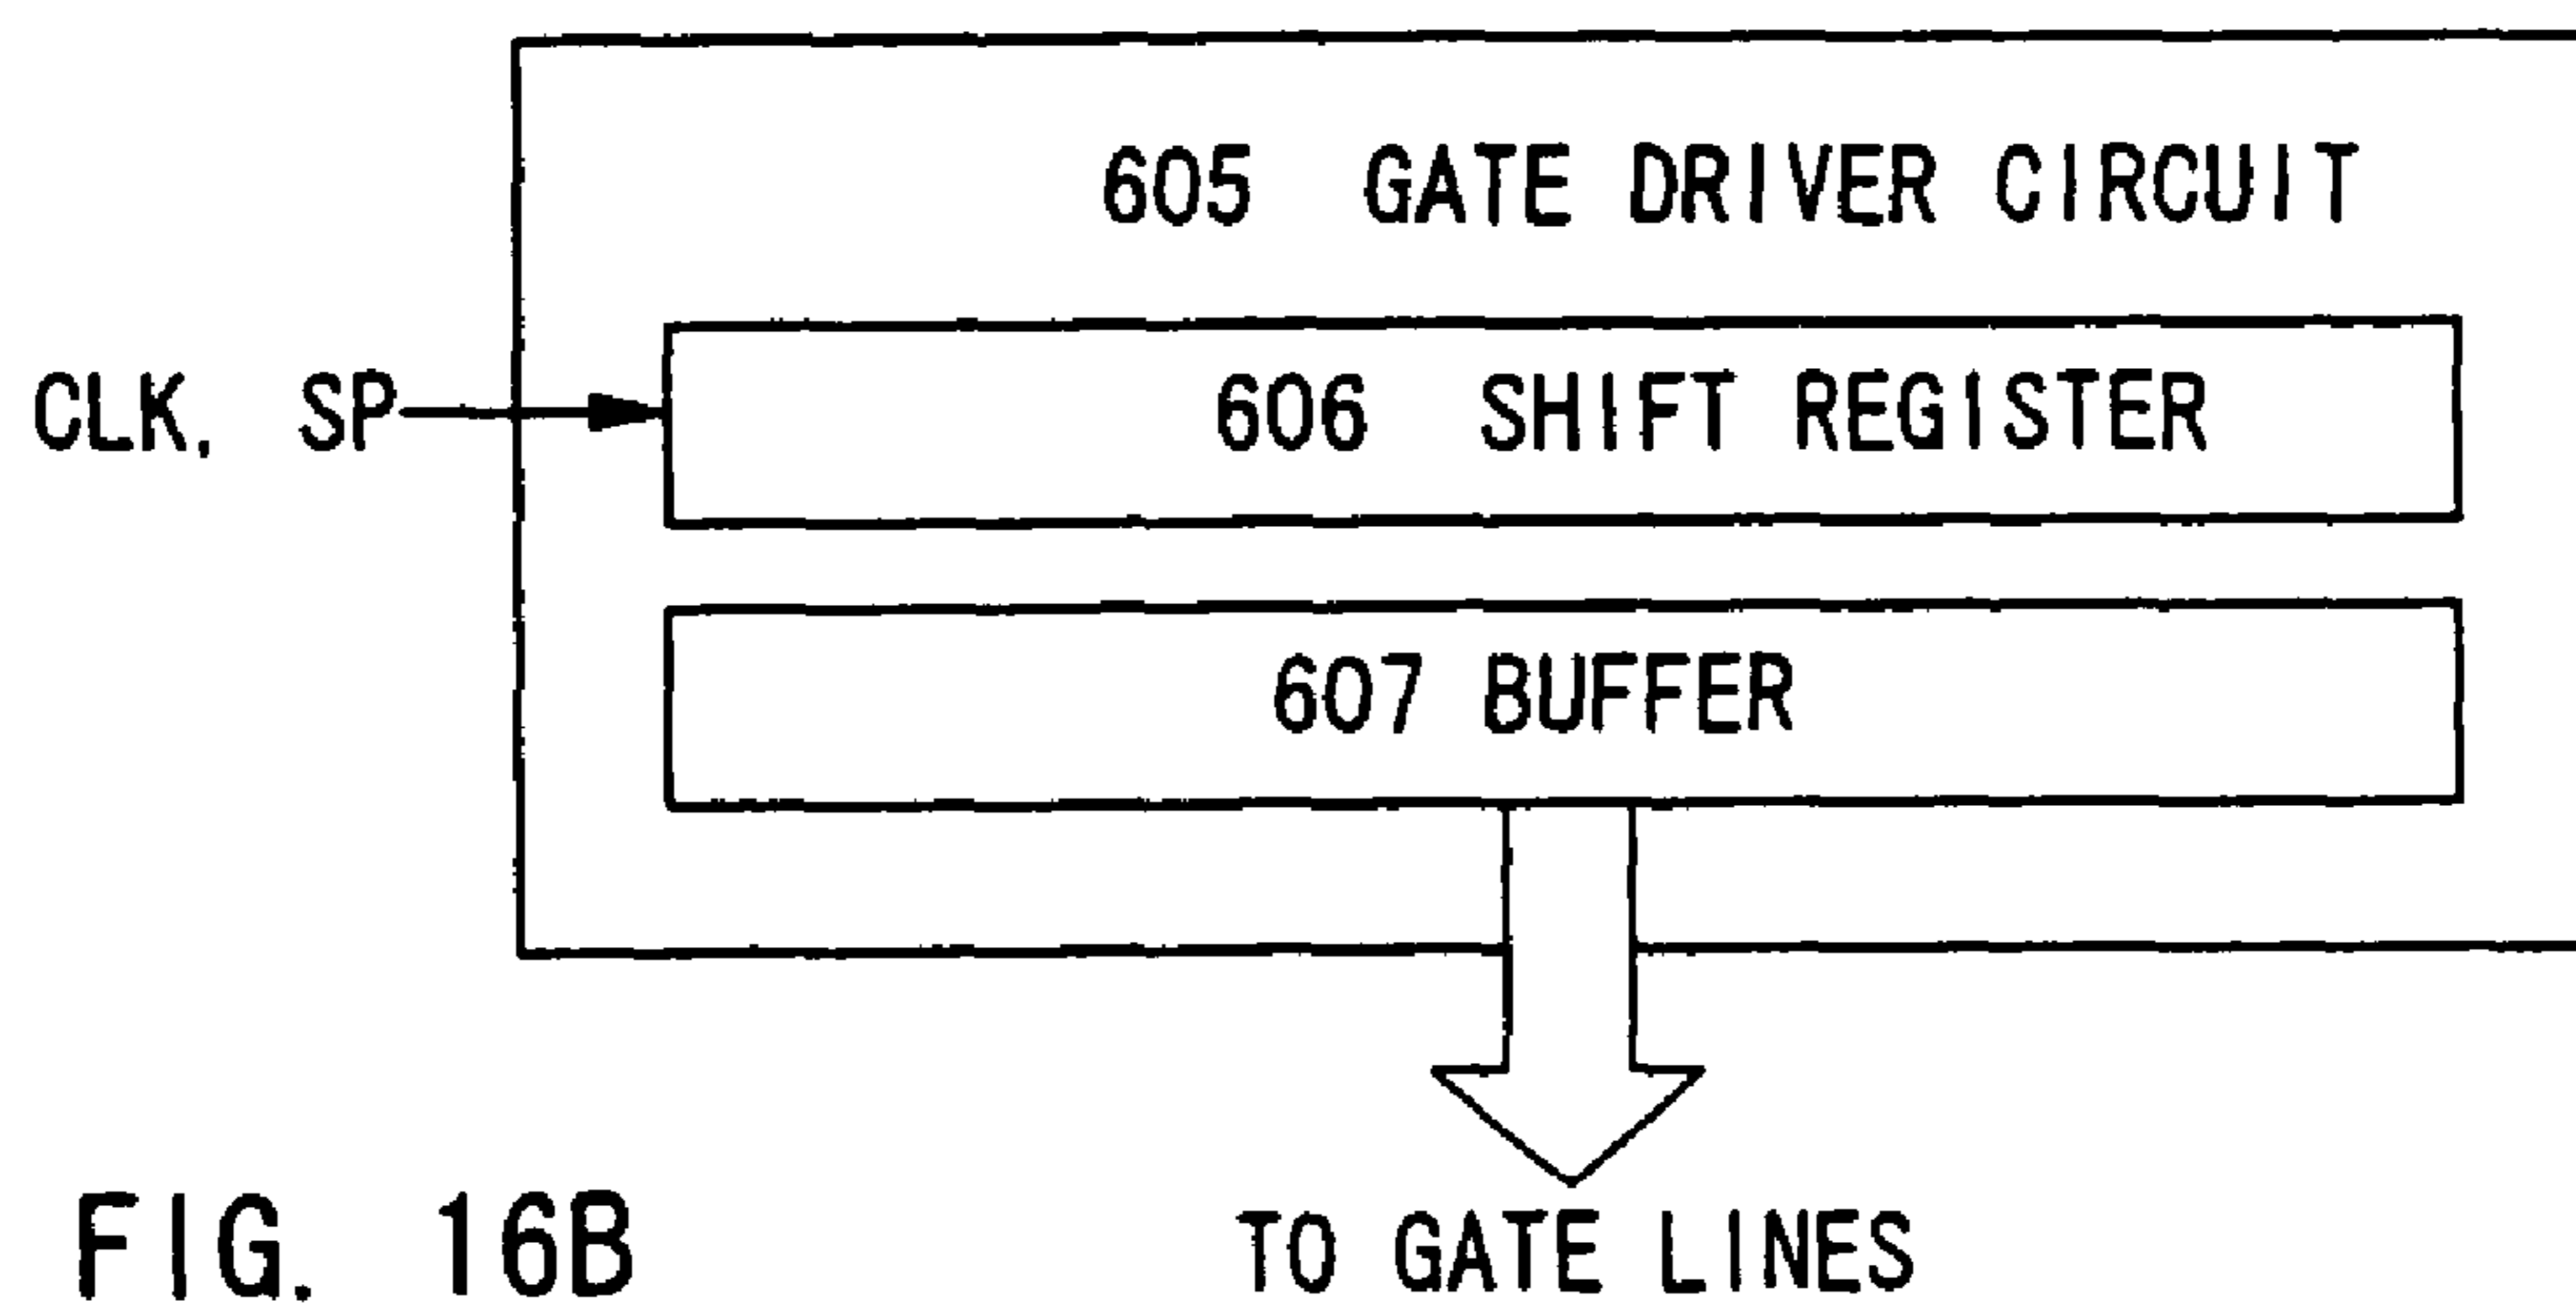 605 GATE DRIVER CIRCUIT
CLK, SP
606 SHIFT REGISTER
607 BUFFER
TO GATE LINES
FIG. 16B